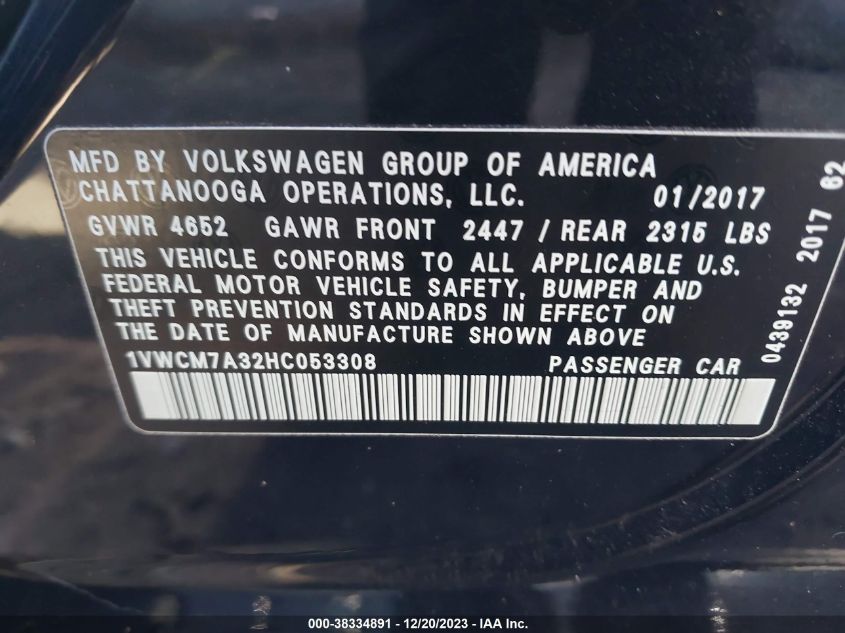 MFD BY VOLKSWAGEN GROUP OF AMERICA
CHATTANOOGA OPERATIONS, LLC. 01/2017
GVWR 4652 GAWR FRONT 2447 / REAR 2315 LBS
THIS VEHICLE CONFORMS TO ALL APPLICABLE U.S.
FEDERAL MOTOR VEHICLE SAFETY, BUMPER AND
THEFT PREVENTION STANDARDS IN EFFECT ON
THE DATE OF MANUFACTURE SHOWN ABOVE
1VWCM7A32HC053308 PASSENGER CAR
0439132 2017 62
000-38334891 - 12/20/2023 - IAA Inc.